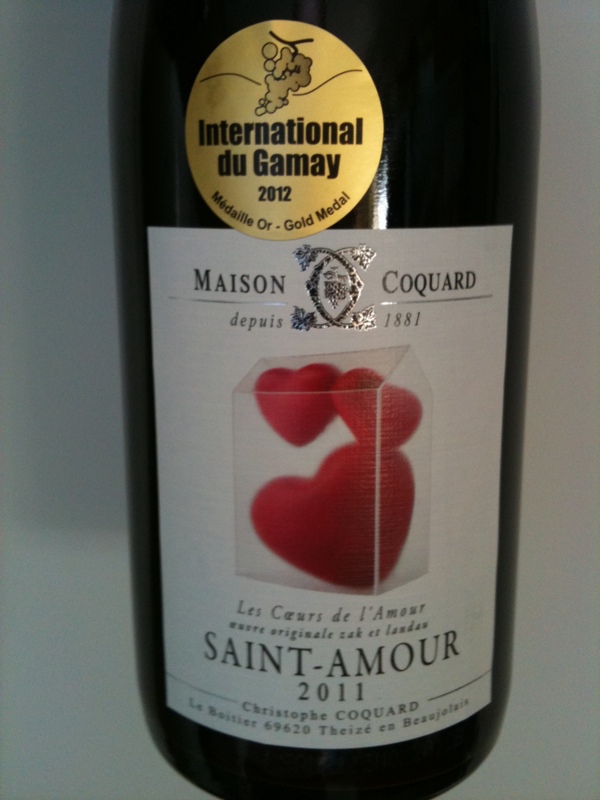 International
du Gamay
2012
Médaille Or - Gold Medal
MAISON COQUARD
depuis 1881
Les Cœurs de l'Amour
œuvre originale zak et landau
SAINT-AMOUR
2011
Christophe COQUARD
Le Boitier 69620 Theizé en Beaujolais